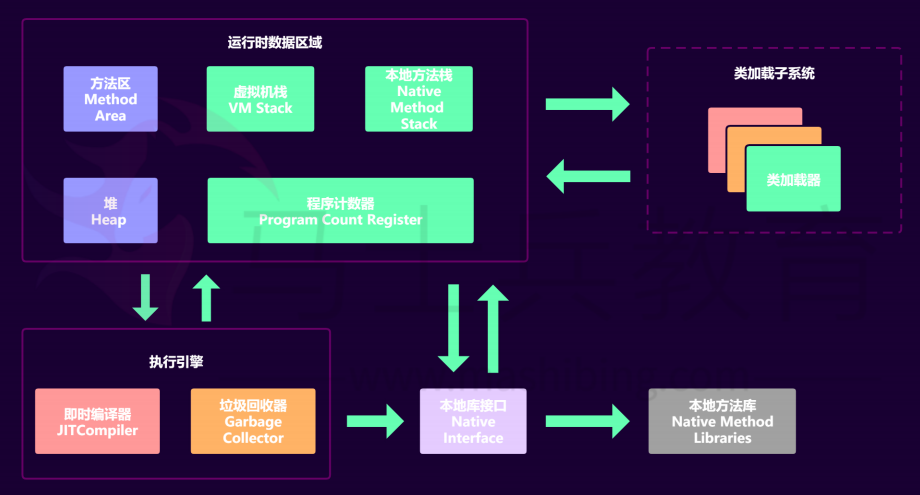 运行时数据区域
方法区
Method
Area
虚拟机栈
VM Stack
本地方法栈
Native
Method
Stack
堆
Heap
程序计数器
Program Count Register
类加载子系统
类加载器
执行引擎
即时编译器
JITCompiler
垃圾回收器
Garbage
Collector
本地库接口
Native
Interface
本地方法库
Native Method
Libraries